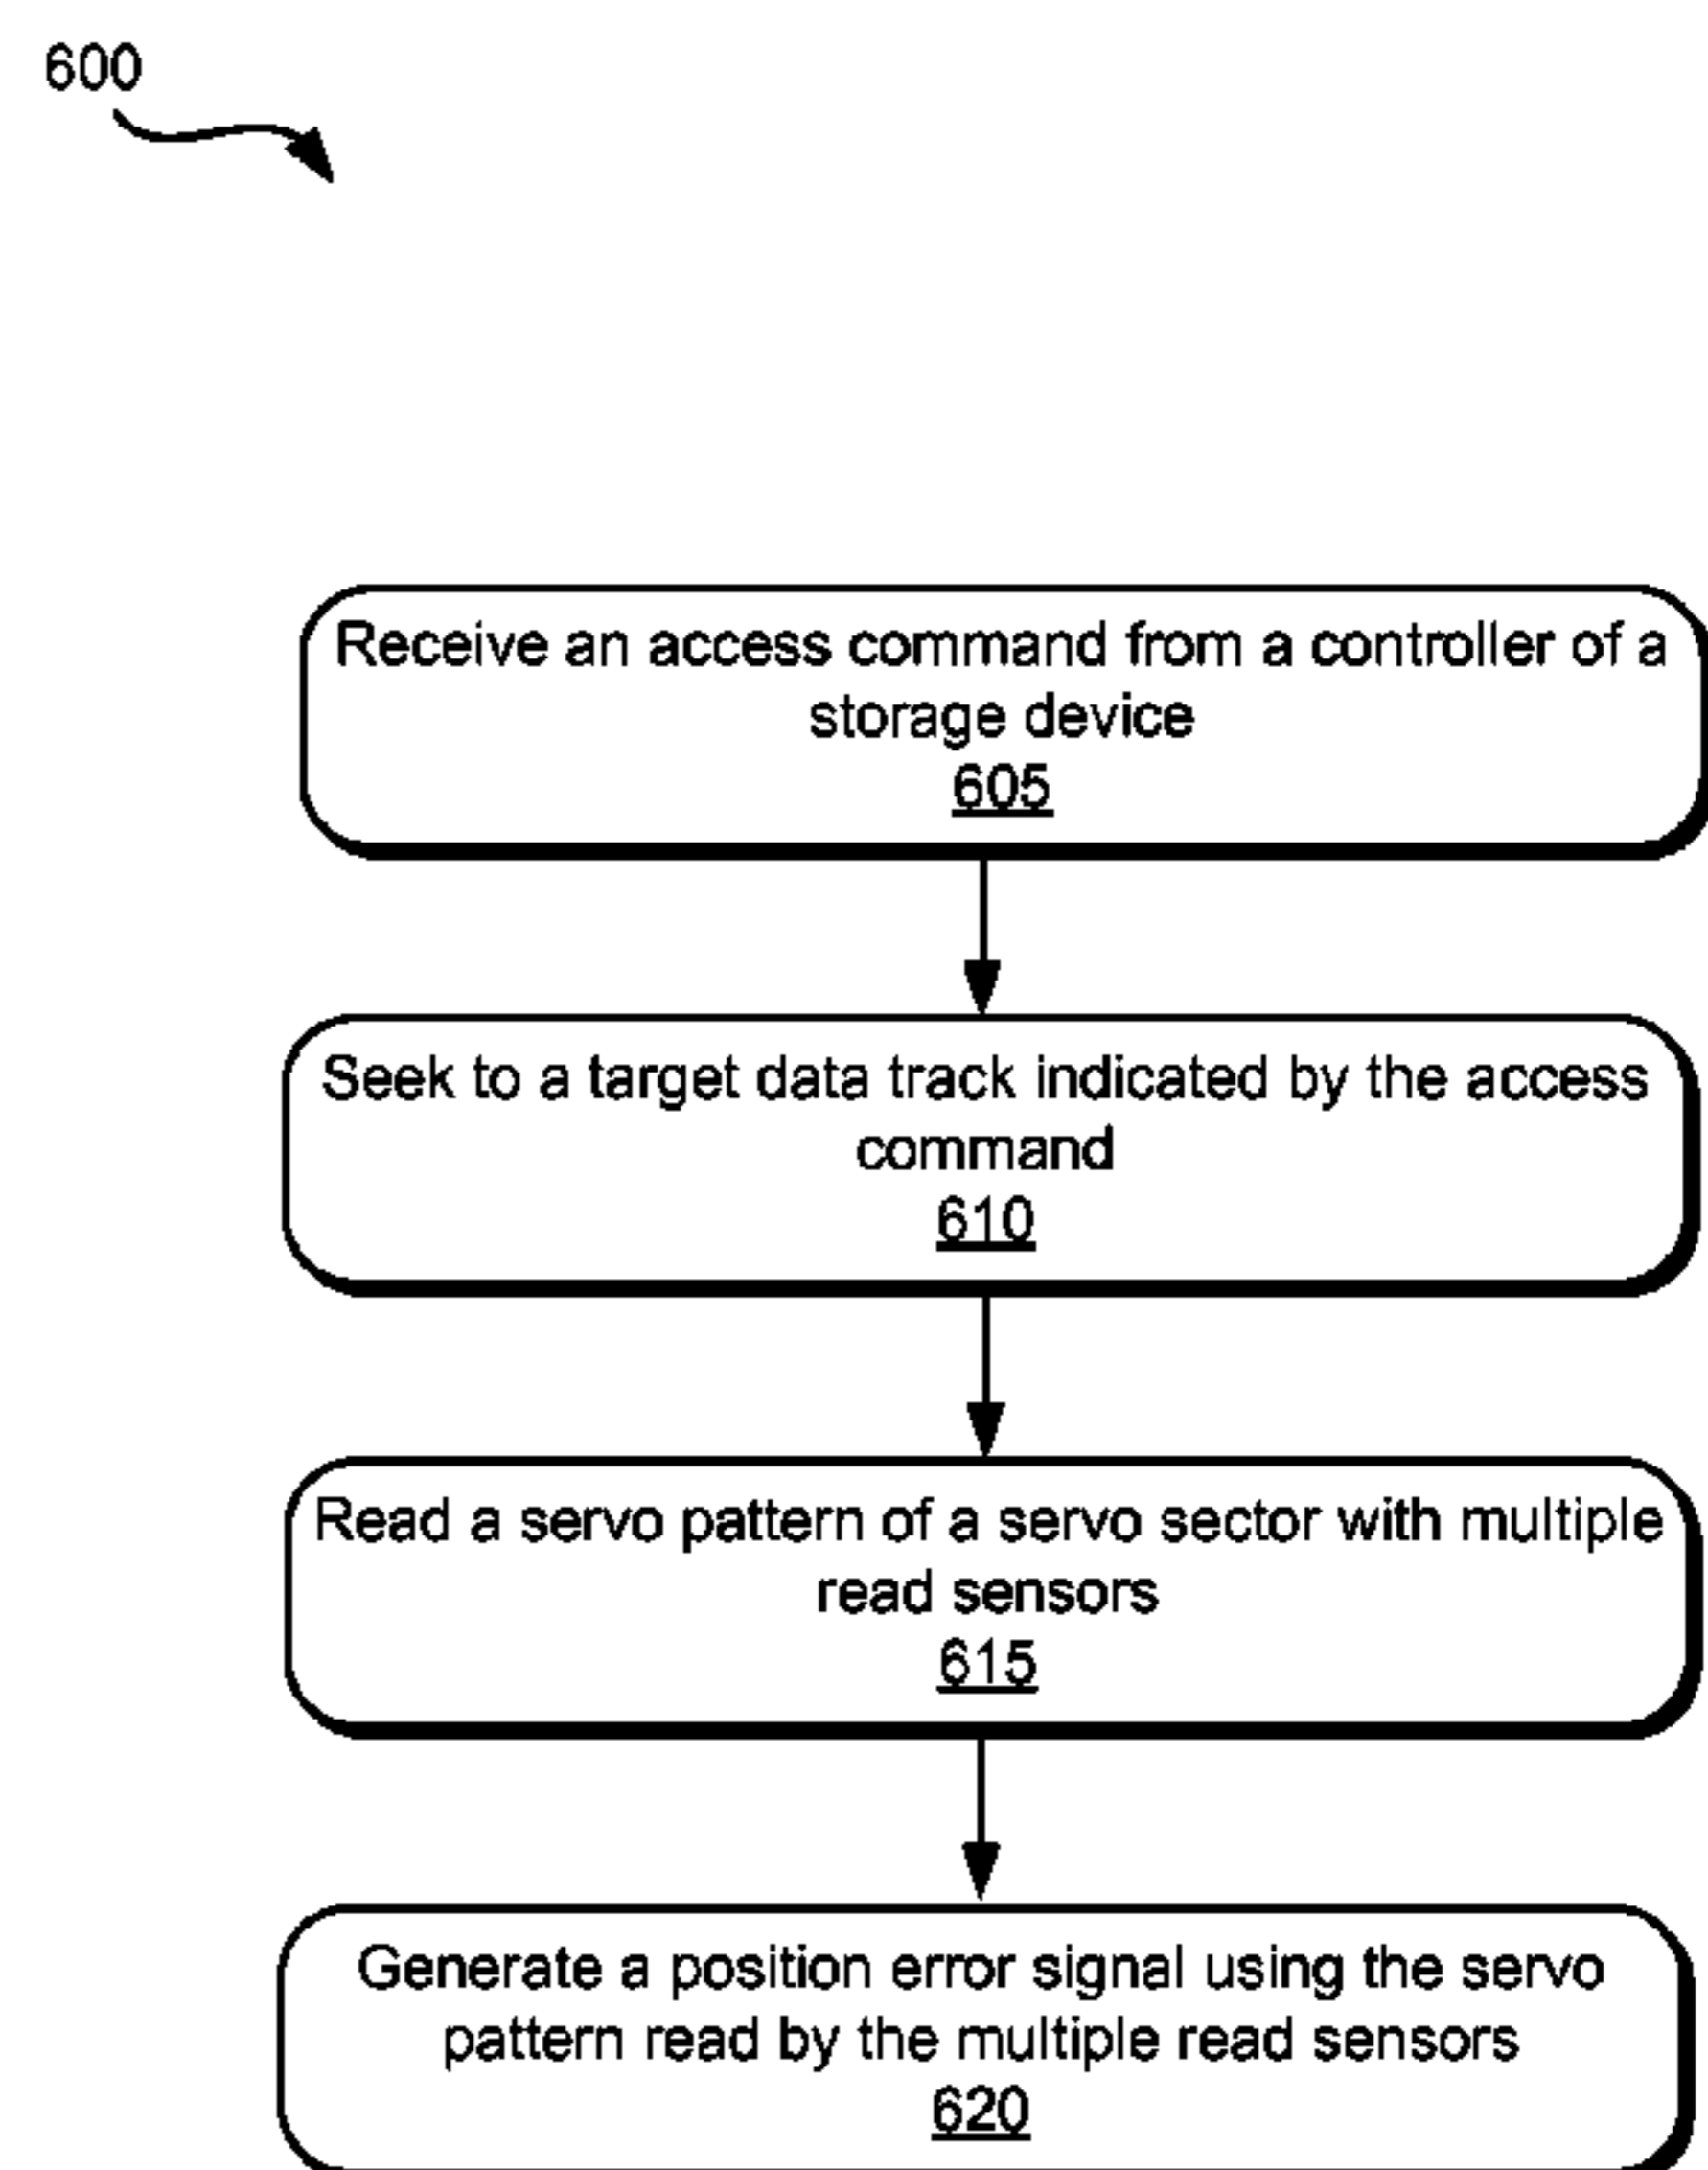 600
Receive an access command from a controller of a
storage device
605
Seek to a target data track indicated by the access
command
610
Read a servo pattern of a servo sector with multiple
read sensors
615
Generate a position error signal using the servo
pattern read by the multiple read sensors
620